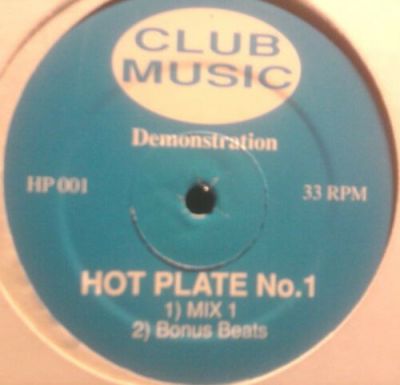 CLUB
MUSIC
Demonstration
HP 001
33 RPM
HOT PLATE No.1
1) MIX 1
2) Bonus Beats